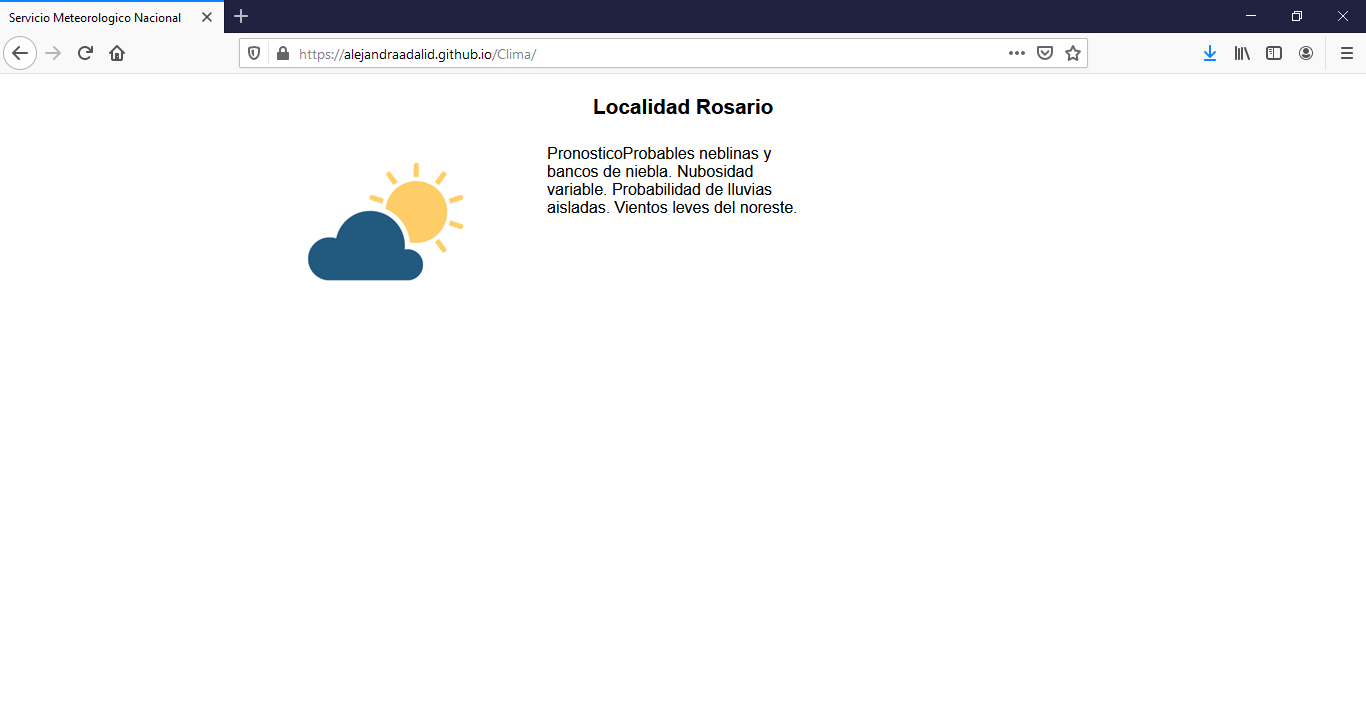 Servicio Meteorologico Nacional
https://alejandraadalid.github.io/Clima/
Localidad Rosario
PronosticoProbables neblinas y
bancos de niebla. Nubosidad
variable. Probabilidad de lluvias
aisladas. Vientos leves del noreste.